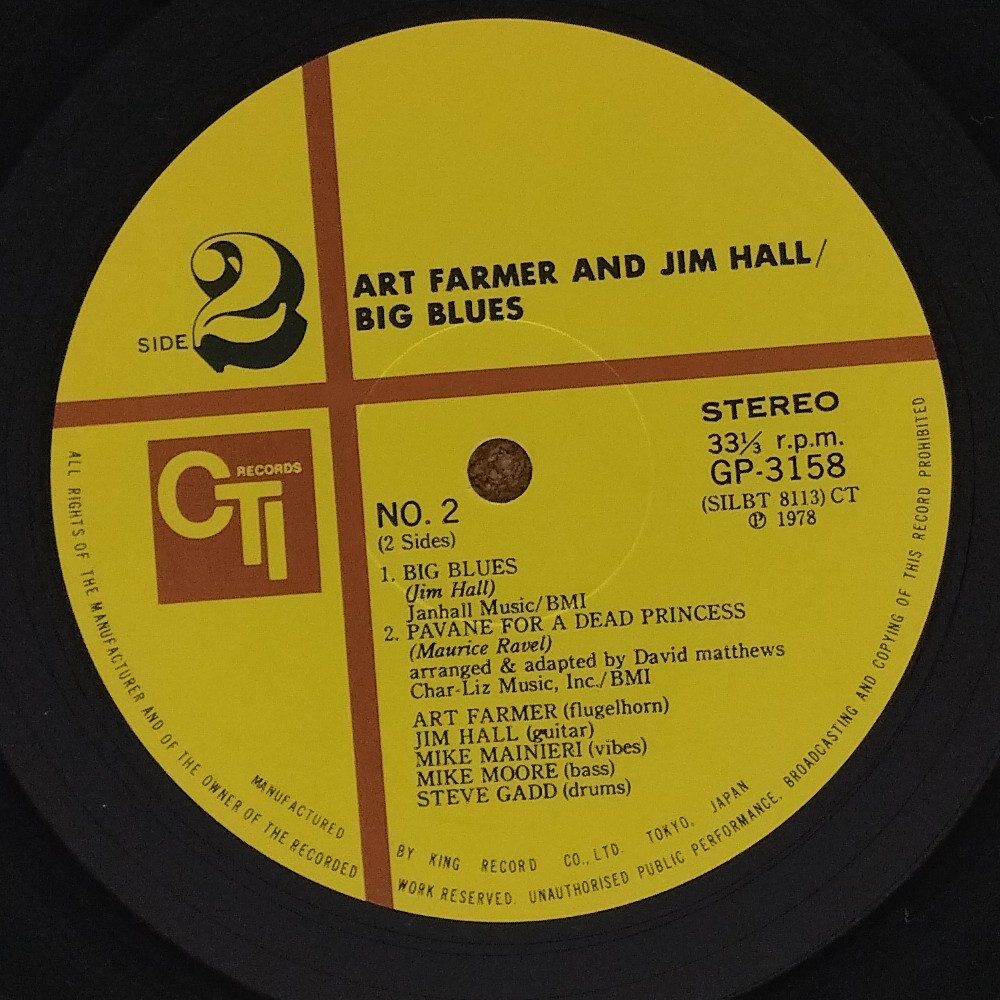 ART FARMER AND JIM HALL/
BIG BLUES
SIDE 2
STEREO
33⅓ r.p.m.
GP-3158
(SILBT 8113) CT
Ⓟ 1978
CTI RECORDS
NO. 2
(2 Sides)
1. BIG BLUES
(Jim Hall)
Janhall Music/BMI
2. PAVANE FOR A DEAD PRINCESS
(Maurice Ravel)
arranged & adapted by David matthews
Char-Liz Music, Inc./BMI
ART FARMER (flugelhorn)
JIM HALL (guitar)
MIKE MAINIERI (vibes)
MIKE MOORE (bass)
STEVE GADD (drums)
MANUFACTURED BY KING RECORD CO., LTD. TOKYO, JAPAN
ALL RIGHTS OF THE MANUFACTURER AND OF THE OWNER OF THE RECORDED WORK RESERVED. UNAUTHORISED PUBLIC PERFORMANCE, BROADCASTING AND COPYING OF THIS RECORD PROHIBITED